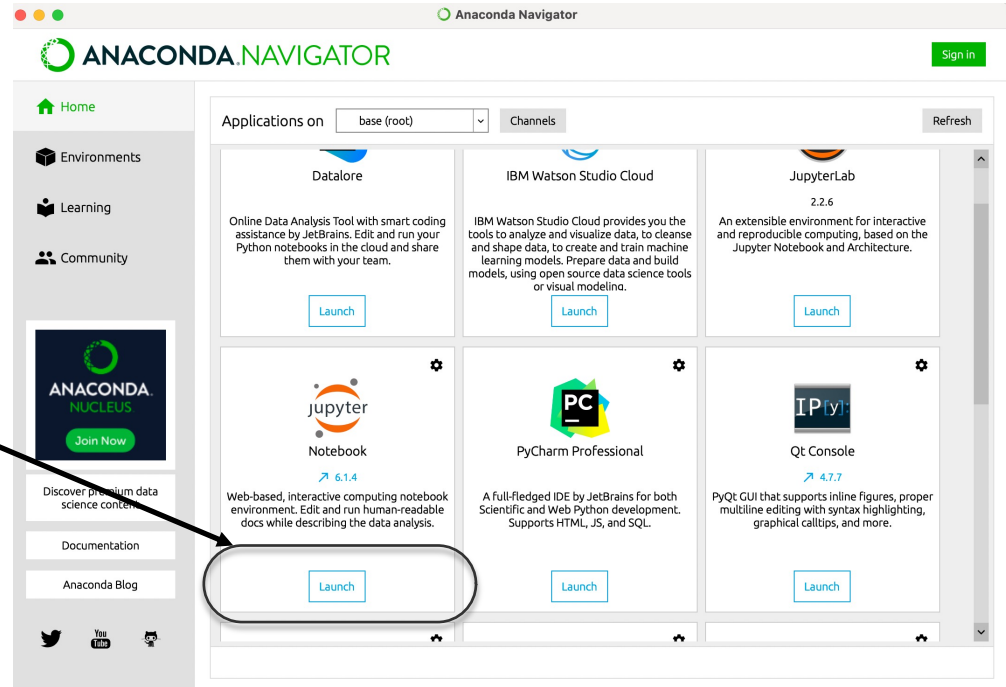 Anaconda Navigator
ANACONDA.NAVIGATOR
Sign in
Home
Environments
Learning
Community
ANACONDA.
NUCLEUS
Join Now
Discover premium data
science content
Documentation
Anaconda Blog
You
Tube
Applications on
base (root)
Channels
Refresh
Datalore
Online Data Analysis Tool with smart coding
assistance by JetBrains. Edit and run your
Python notebooks in the cloud and share
them with your team.
Launch
IBM Watson Studio Cloud
IBM Watson Studio Cloud provides you the
tools to analyze and visualize data, to cleanse
and shape data, to create and train machine
learning models. Prepare data and build
models, using open source data science tools
or visual modeling.
Launch
JupyterLab
2.2.6
An extensible environment for interactive
and reproducible computing, based on the
Jupyter Notebook and Architecture.
Launch
jupyter
Notebook
6.1.4
Web-based, interactive computing notebook
environment. Edit and run human-readable
docs while describing the data analysis.
Launch
PC
PyCharm Professional
A full-fledged IDE by JetBrains for both
Scientific and Web Python development.
Supports HTML, JS, and SQL.
Launch
IP[y]:
Qt Console
4.7.7
PyQt GUI that supports inline figures, proper
multiline editing with syntax highlighting,
graphical calltips, and more.
Launch